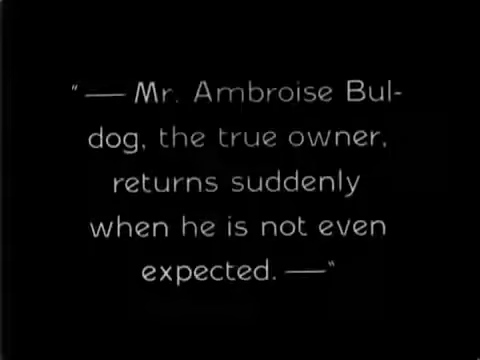 "— Mr. Ambroise Bul-
dog, the true owner,
returns suddenly
when he is not even
expected. —"